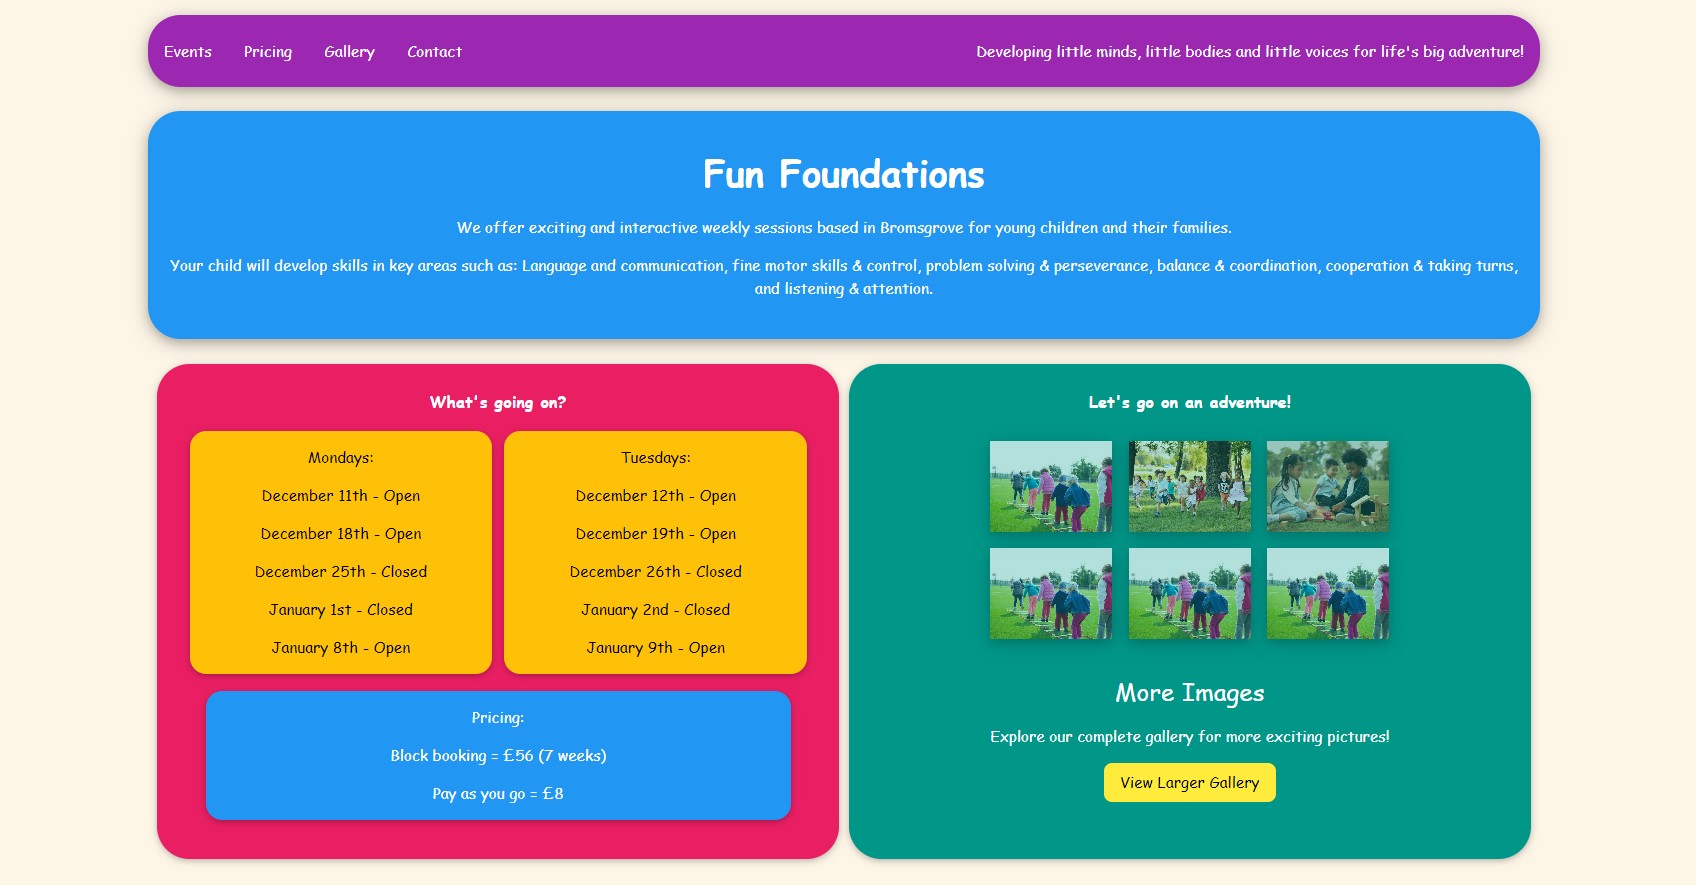 Events Pricing Gallery Contact Developing little minds, little bodies and little voices for life's big adventure!
Fun Foundations
We offer exciting and interactive weekly sessions based in Bromsgrove for young children and their families.
Your child will develop skills in key areas such as: Language and communication, fine motor skills & control, problem solving & perseverance, balance & coordination, cooperation & taking turns,
and listening & attention.
What's going on?
Mondays:
December 11th - Open
December 18th - Open
December 25th - Closed
January 1st - Closed
January 8th - Open
Tuesdays:
December 12th - Open
December 19th - Open
December 26th - Closed
January 2nd - Closed
January 9th - Open
Pricing:
Block booking = £56 (7 weeks)
Pay as you go = £8
Let's go on an adventure!
More Images
Explore our complete gallery for more exciting pictures!
View Larger Gallery